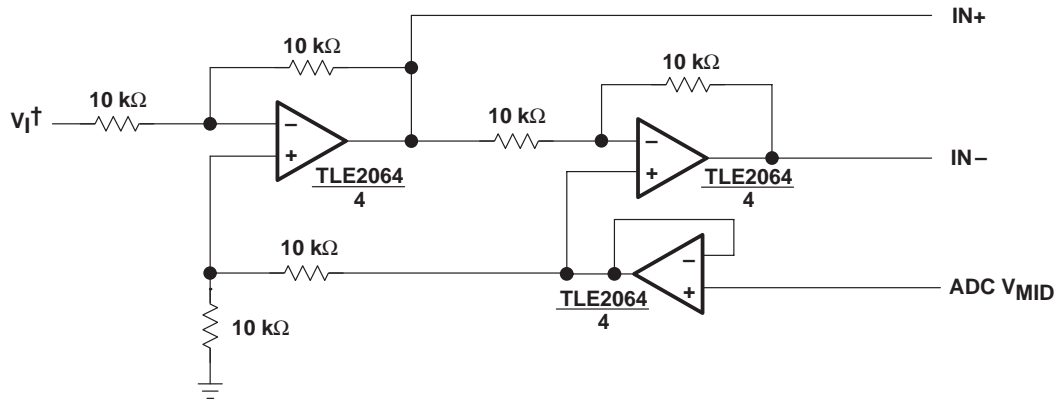 IN+
10 kΩ
10 kΩ
10 kΩ
VI†
10 kΩ
−
+
−
+
IN−
TLE2064
4
TLE2064
4
10 kΩ
−
+
ADC VMID
TLE2064
4
10 kΩ